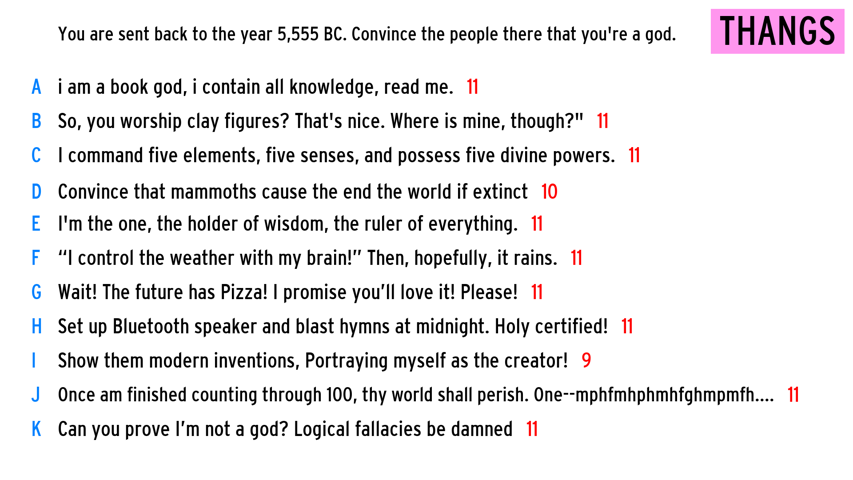 You are sent back to the year 5,555 BC. Convince the people there that you're a god.
THANGS
A i am a book god, i contain all knowledge, read me. 11
B So, you worship clay figures? That's nice. Where is mine, though?" 11
C I command five elements, five senses, and possess five divine powers. 11
D Convince that mammoths cause the end the world if extinct 10
E I'm the one, the holder of wisdom, the ruler of everything. 11
F “I control the weather with my brain!” Then, hopefully, it rains. 11
G Wait! The future has Pizza! I promise you’ll love it! Please! 11
H Set up Bluetooth speaker and blast hymns at midnight. Holy certified! 11
I Show them modern inventions, Portraying myself as the creator! 9
J Once am finished counting through 100, thy world shall perish. One--mphfmhphmhfghmpmfh.... 11
K Can you prove I’m not a god? Logical fallacies be damned 11